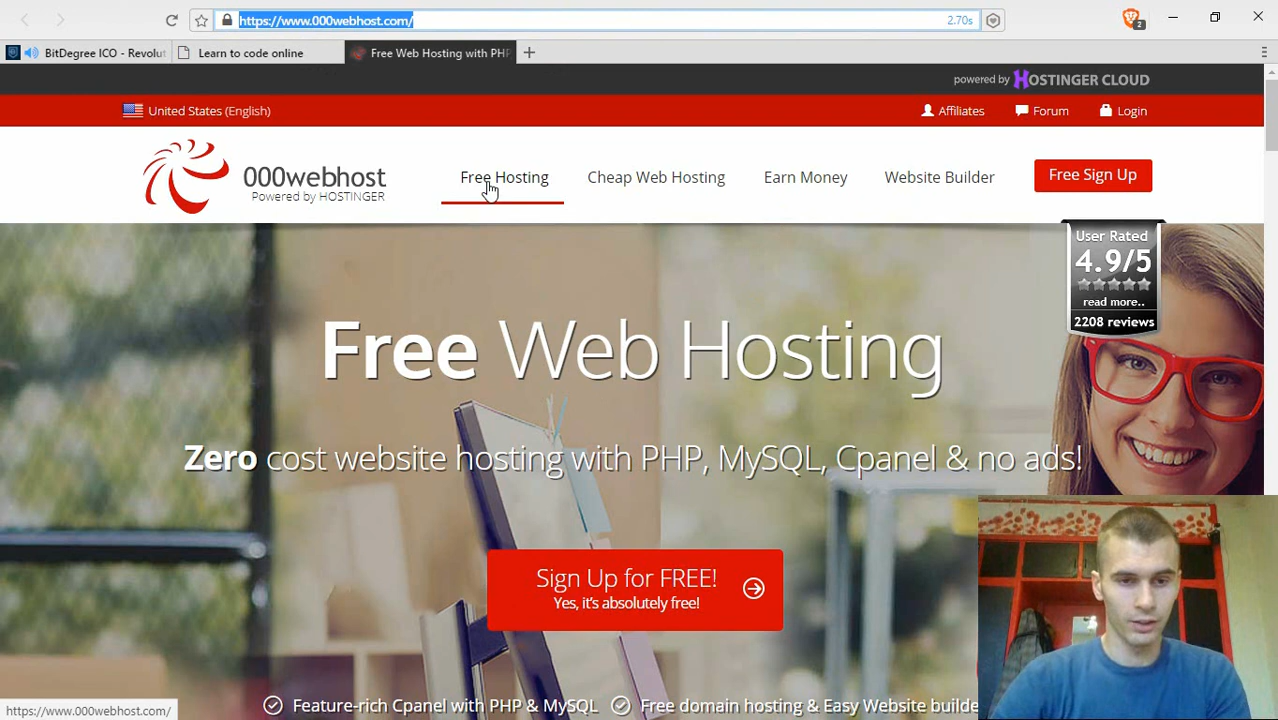 https://www.000webhost.com/
2.70s
2
BitDegree ICO - Revolut
Learn to code online
Free Web Hosting with PHP
powered by HOSTINGER CLOUD
United States (English)
Affiliates
Forum
Login
000webhost
Powered by HOSTINGER
Free Hosting
Cheap Web Hosting
Earn Money
Website Builder
Free Sign Up
User Rated
4.9/5
read more..
2208 reviews
Free Web Hosting
Zero cost website hosting with PHP, MySQL, Cpanel & no ads!
Sign Up for FREE!
Yes, it's absolutely free!
Feature-rich Cpanel with PHP & MySQL
Free domain hosting & Easy Website builde
https://www.000webhost.com/